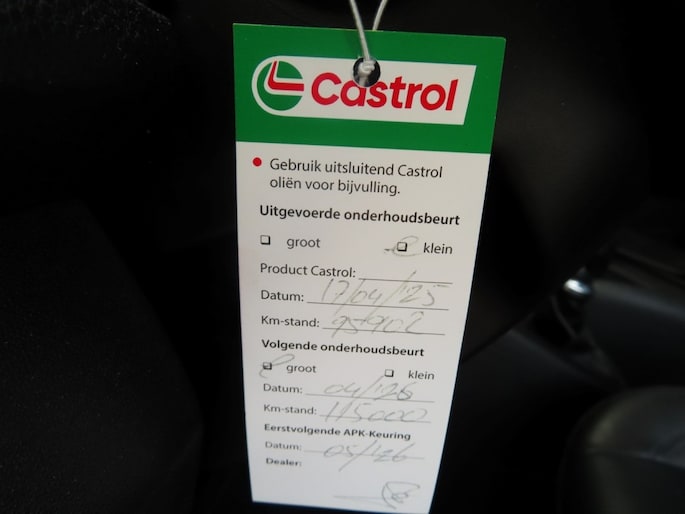 Castrol
Gebruik uitsluitend Castrol
oliën voor bijvulling.
Uitgevoerde onderhoudsbeurt
groot klein
Product Castrol:
Datum: 17/04/'25
Km-stand: 95902
Volgende onderhoudsbeurt
groot klein
Datum: 04/'26
Km-stand: 115000
Eerstvolgende APK-Keuring
Datum: 05/'26
Dealer: